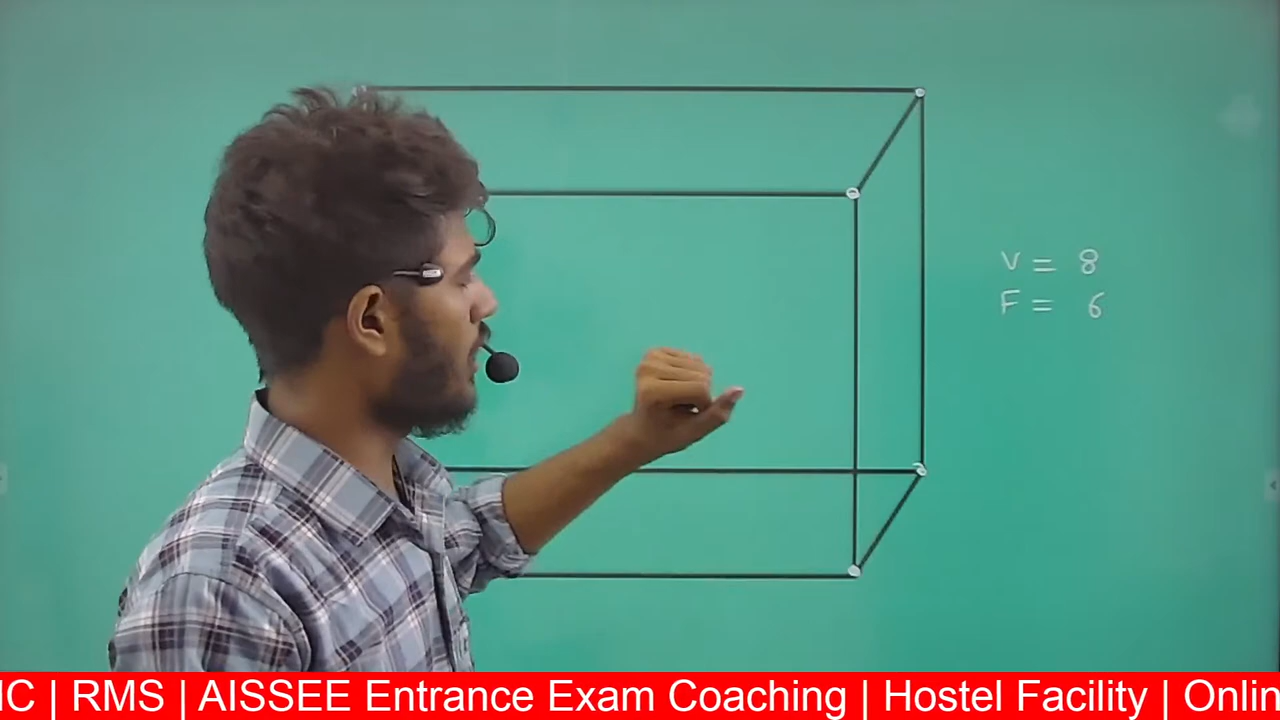 V = 8
F = 6
IC | RMS | AISSEE Entrance Exam Coaching | Hostel Facility | Onlin